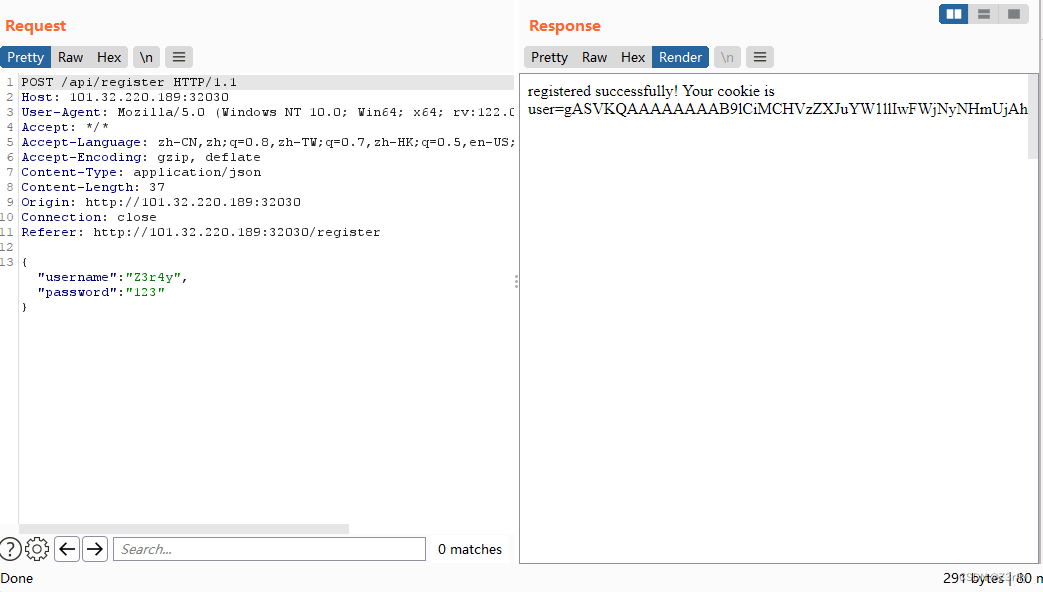 Request
Pretty Raw Hex \n
1 POST /api/register HTTP/1.1
2 Host: 101.32.220.189:32030
3 User-Agent: Mozilla/5.0 (Windows NT 10.0; Win64; x64; rv:122.0
4 Accept: */*
5 Accept-Language: zh-CN,zh;q=0.8,zh-TW;q=0.7,zh-HK;q=0.5,en-US;
6 Accept-Encoding: gzip, deflate
7 Content-Type: application/json
8 Content-Length: 37
9 Origin: http://101.32.220.189:32030
10 Connection: close
11 Referer: http://101.32.220.189:32030/register
12
13 {
"username":"Z3r4y",
"password":"123"
}
? Search... 0 matches
Done
Response
Pretty Raw Hex Render \n
registered successfully! Your cookie is
user=gASVKQAAAAAAAAB9lCiMCHVzZXJuYW1llIwFWjNyNHmUjAh
291 bytes | 80 m